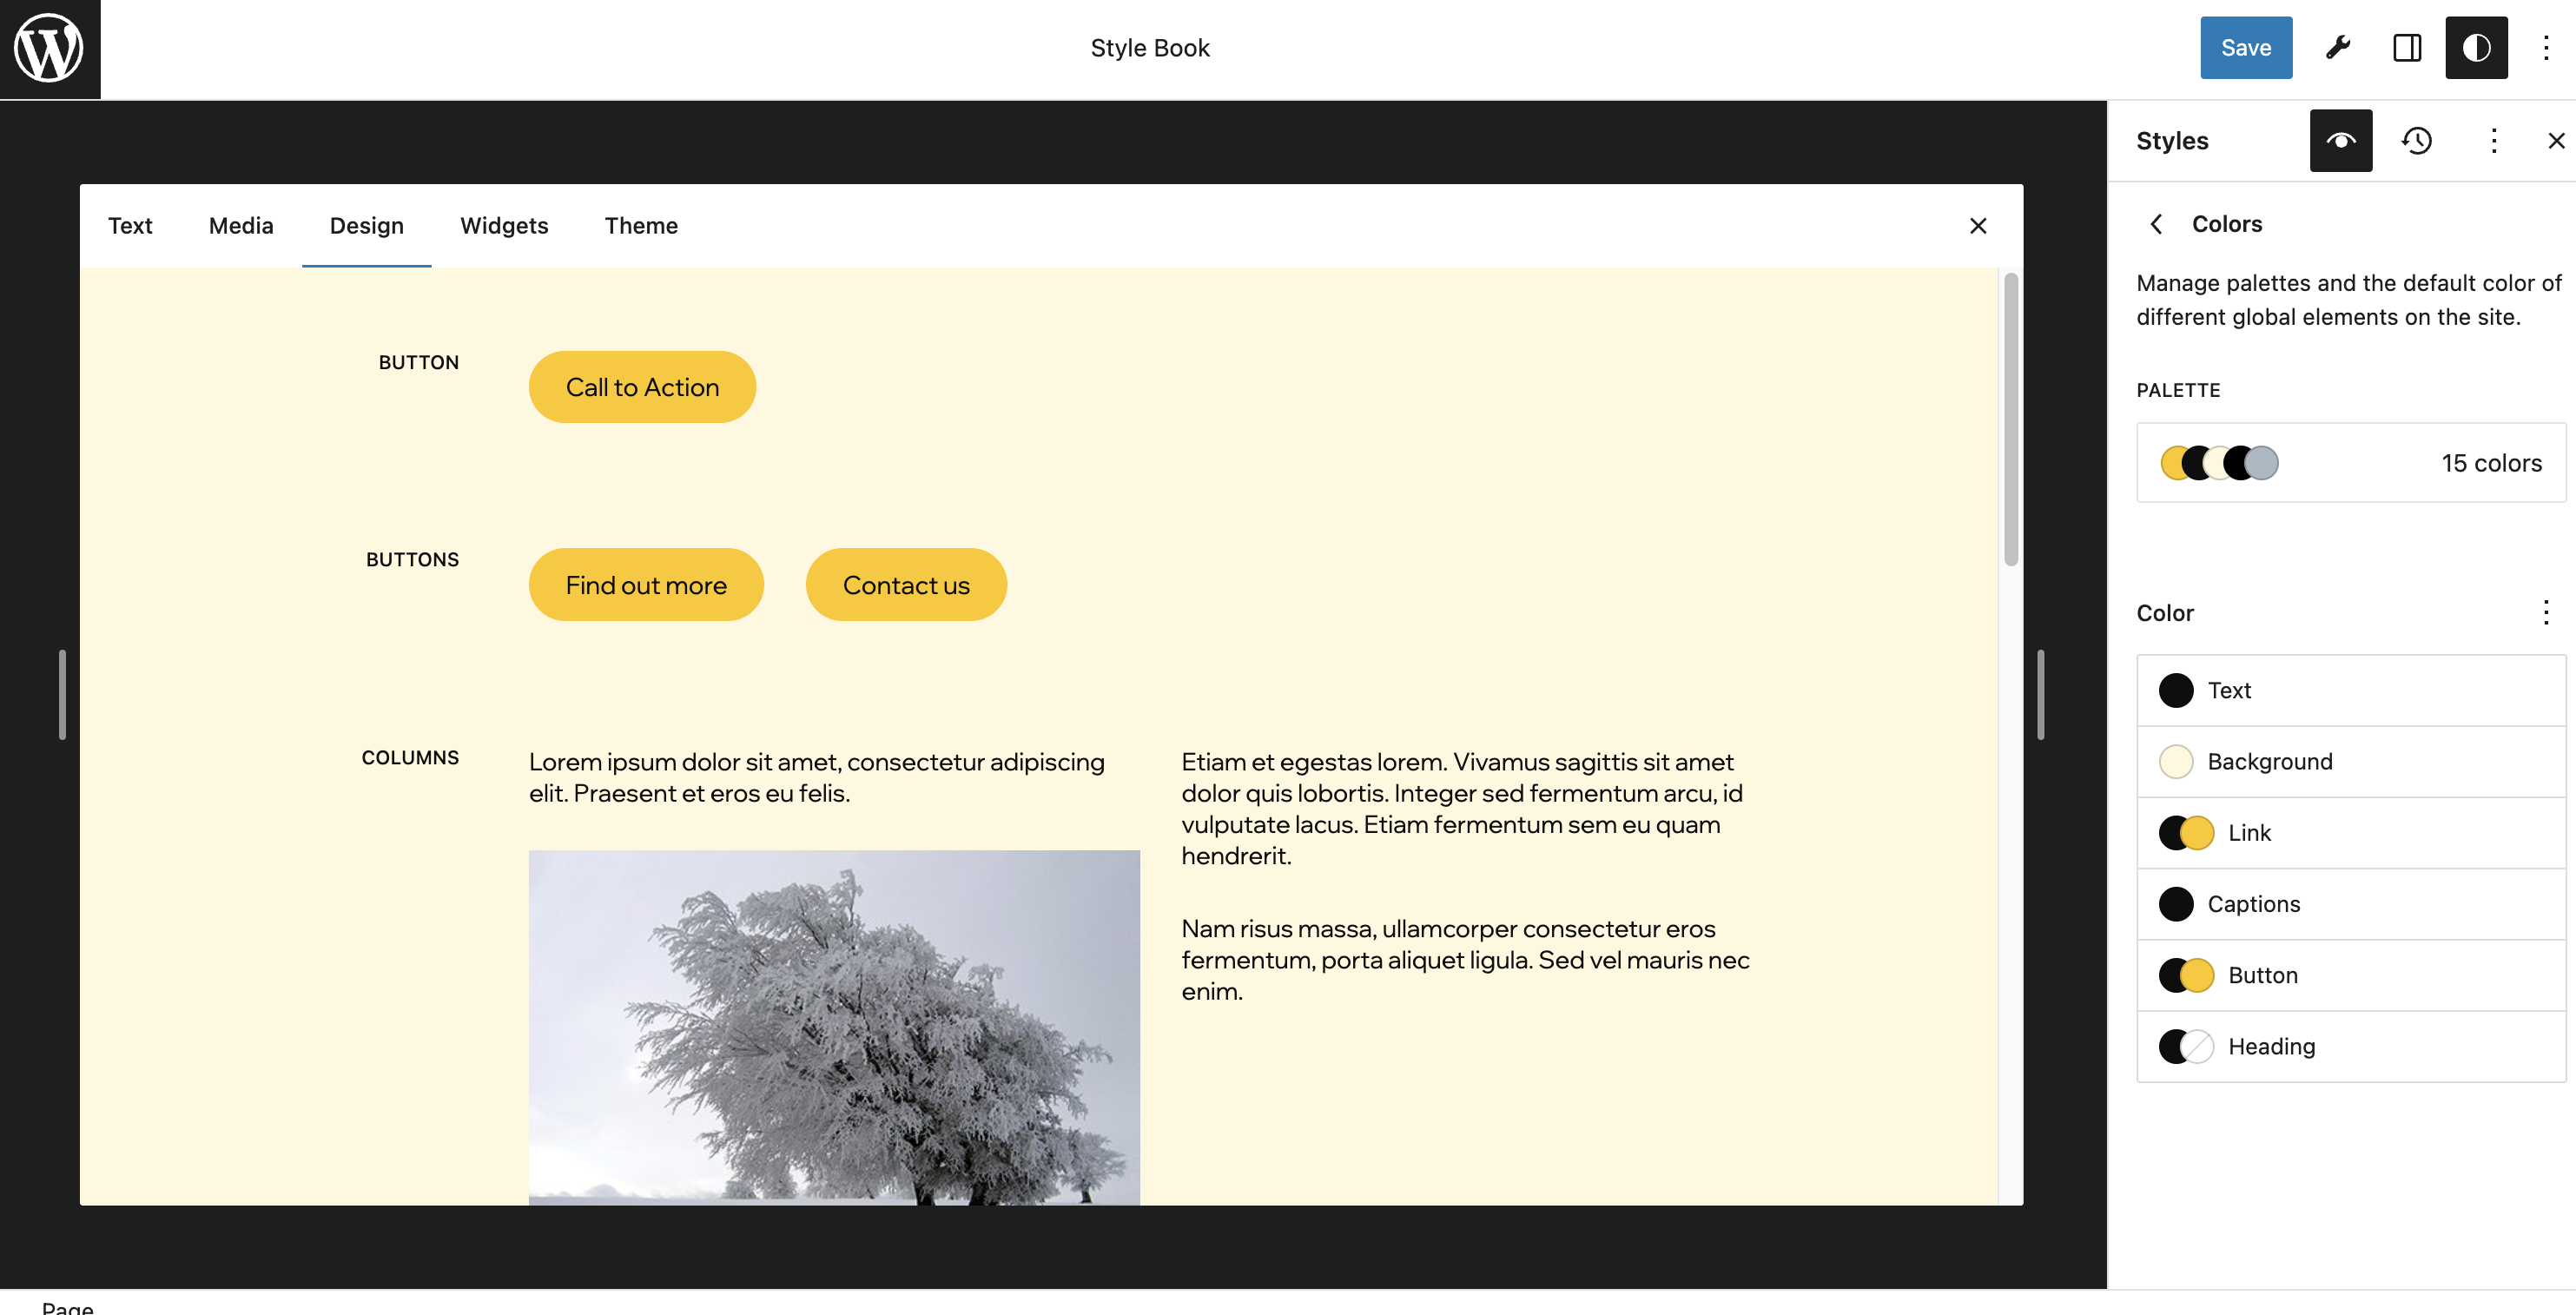 Style Book
Save
Styles
Text Media Design Widgets Theme
Colors
Manage palettes and the default color of
different global elements on the site.
PALETTE
15 colors
Color
Text
Background
Link
Captions
Button
Heading
BUTTON
Call to Action
BUTTONS
Find out more
Contact us
COLUMNS
Lorem ipsum dolor sit amet, consectetur adipiscing
elit. Praesent et eros eu felis.
Etiam et egestas lorem. Vivamus sagittis sit amet
dolor quis lobortis. Integer sed fermentum arcu, id
vulputate lacus. Etiam fermentum sem eu quam
hendrerit.
Nam risus massa, ullamcorper consectetur eros
fermentum, porta aliquet ligula. Sed vel mauris nec
enim.
Page